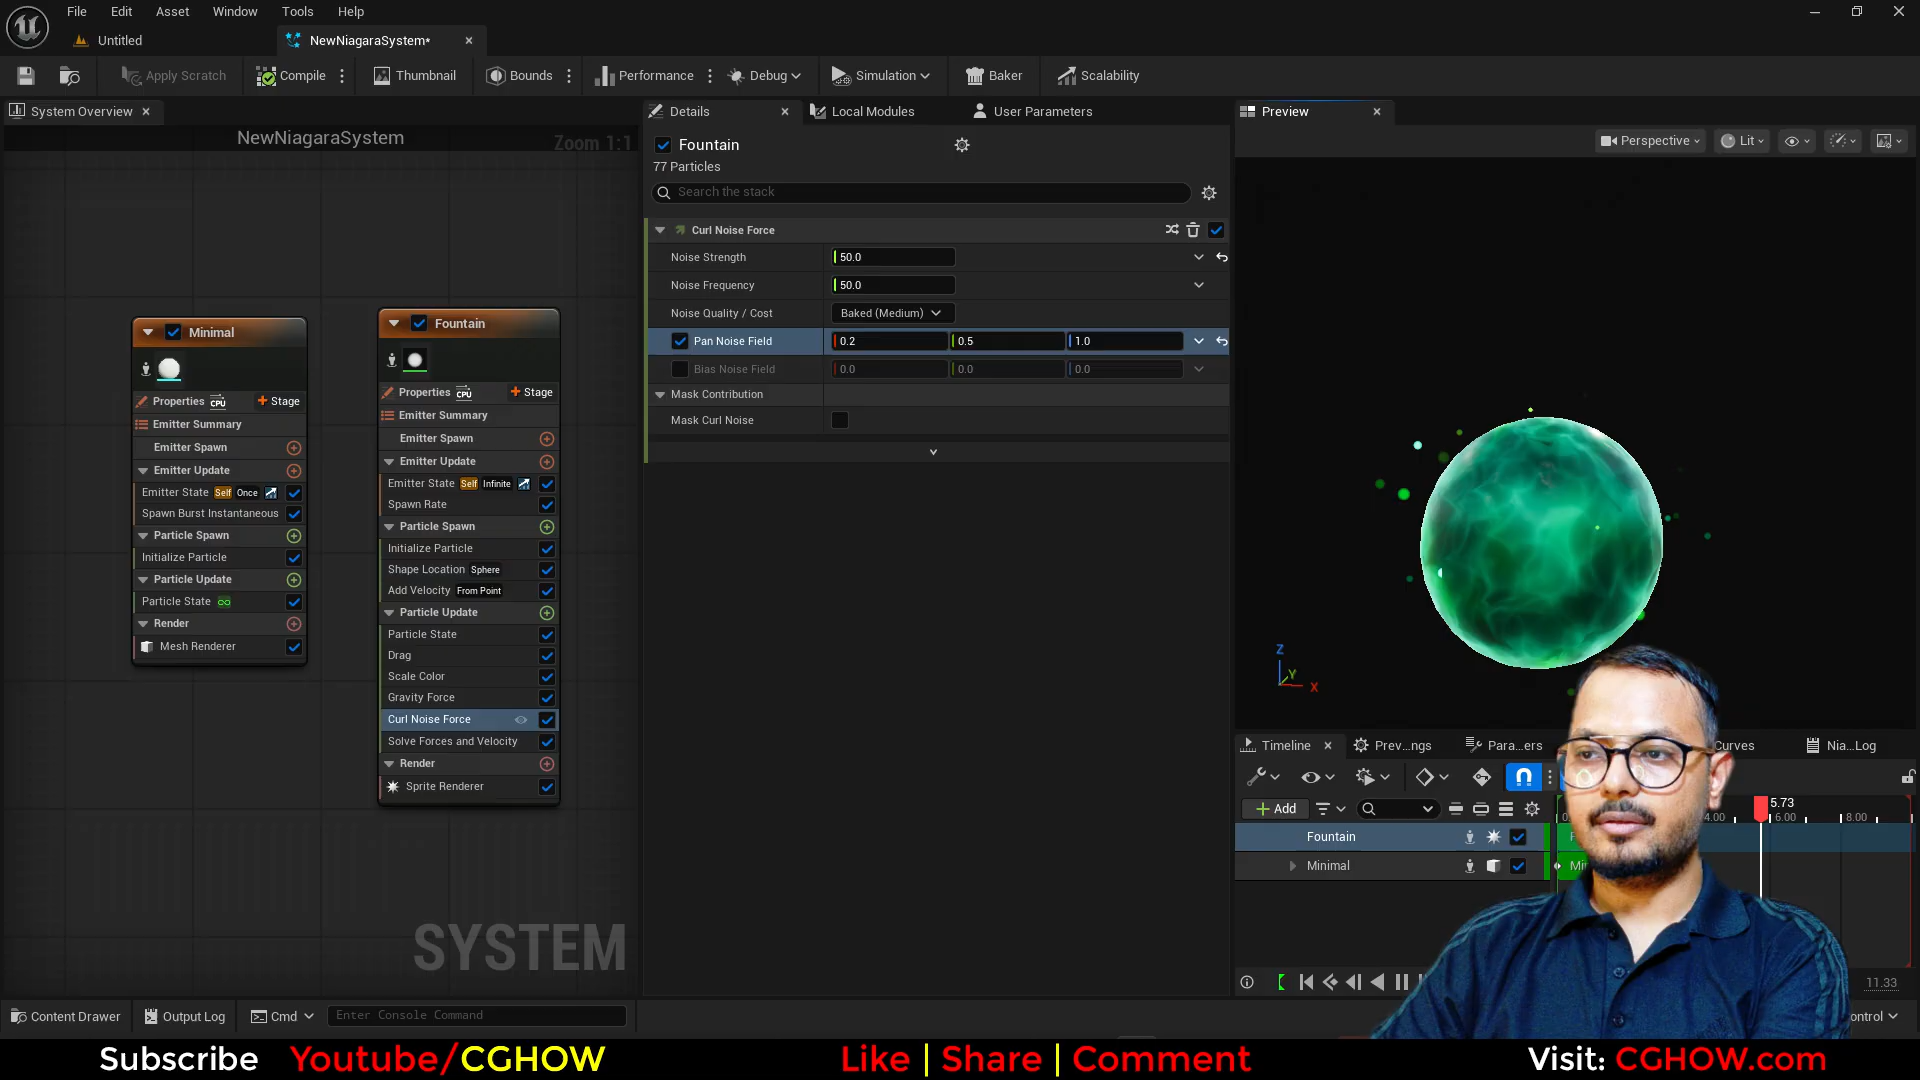 File Edit Asset Window Tools Help
Untitled NewNiagaraSystem*
Apply Scratch Compile Thumbnail Bounds Performance Debug Simulation Baker Scalability
System Overview
NewNiagaraSystem
Zoom 1:1
Minimal
Properties CPU Stage
Emitter Summary
Emitter Spawn
Emitter Update
Emitter State Self Once
Spawn Burst Instantaneous
Particle Spawn
Initialize Particle
Particle Update
Particle State
Render
Mesh Renderer
Fountain
Properties CPU Stage
Emitter Summary
Emitter Spawn
Emitter Update
Emitter State Self Infinite
Spawn Rate
Particle Spawn
Initialize Particle
Shape Location Sphere
Add Velocity From Point
Particle Update
Particle State
Drag
Scale Color
Gravity Force
Curl Noise Force
Solve Forces and Velocity
Render
Sprite Renderer
SYSTEM
Details Local Modules User Parameters
Fountain
77 Particles
Search the stack
Curl Noise Force
Noise Strength 50.0
Noise Frequency 50.0
Noise Quality / Cost Baked (Medium)
Pan Noise Field 0.2 0.5 1.0
Bias Noise Field 0.0 0.0 0.0
Mask Contribution
Mask Curl Noise
Preview
Perspective Lit
Z
Y
X
Timeline Prev...ngs Para...ers Curves Nia...Log
Add
5.73
4.00 6.00 8.00
Fountain
Minimal
11.33
Content Drawer Output Log Cmd Enter Console Command
Subscribe Youtube/CGHOW Like | Share | Comment Visit: CGHOW.com